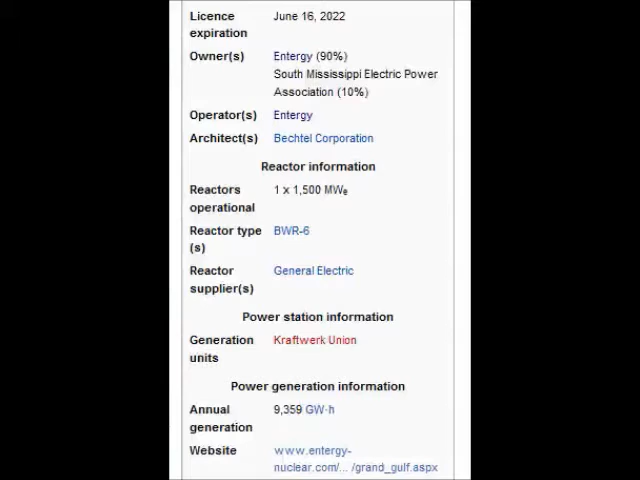 Licence June 16, 2022
expiration
Owner(s) Entergy (90%)
South Mississippi Electric Power
Association (10%)
Operator(s) Entergy
Architect(s) Bechtel Corporation
Reactor information
Reactors 1 x 1,500 MWe
operational
Reactor type BWR-6
(s)
Reactor General Electric
supplier(s)
Power station information
Generation Kraftwerk Union
units
Power generation information
Annual 9,359 GW·h
generation
Website www.entergy-
nuclear.com/... /grand_gulf.aspx